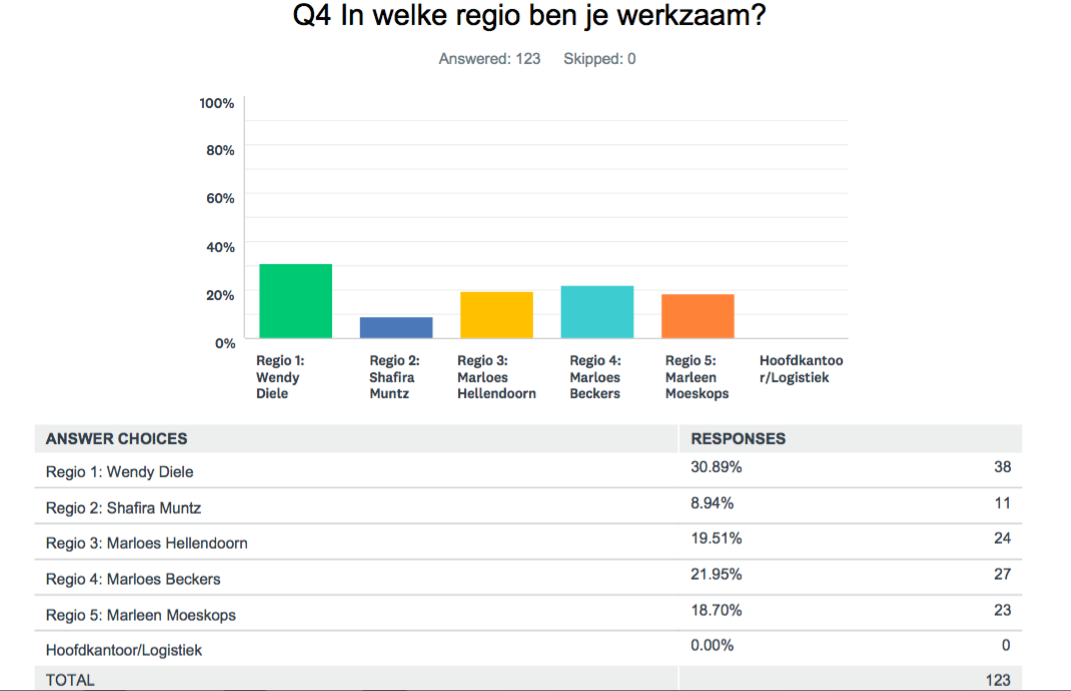 Q4 In welke regio ben je werkzaam?
Answered: 123 Skipped: 0
100%
80%
60%
40%
20%
0%
Regio 1:
Wendy
Diele
Regio 2:
Shafira
Muntz
Regio 3:
Marloes
Hellendoorn
Regio 4:
Marloes
Beckers
Regio 5:
Marleen
Moeskops
Hoofdkantoo
r/Logistiek
ANSWER CHOICES RESPONSES
Regio 1: Wendy Diele 30.89% 38
Regio 2: Shafira Muntz 8.94% 11
Regio 3: Marloes Hellendoorn 19.51% 24
Regio 4: Marloes Beckers 21.95% 27
Regio 5: Marleen Moeskops 18.70% 23
Hoofdkantoor/Logistiek 0.00% 0
TOTAL 123